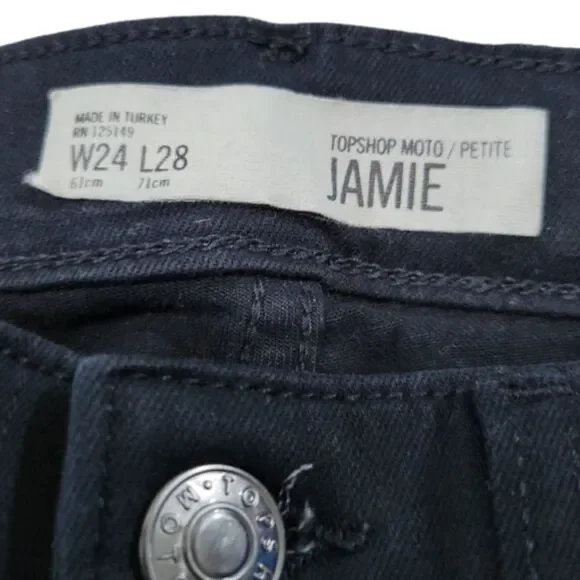 MADE IN TURKEY
RN 125149
W24 L28
61cm 71cm
TOPSHOP MOTO / PETITE
JAMIE